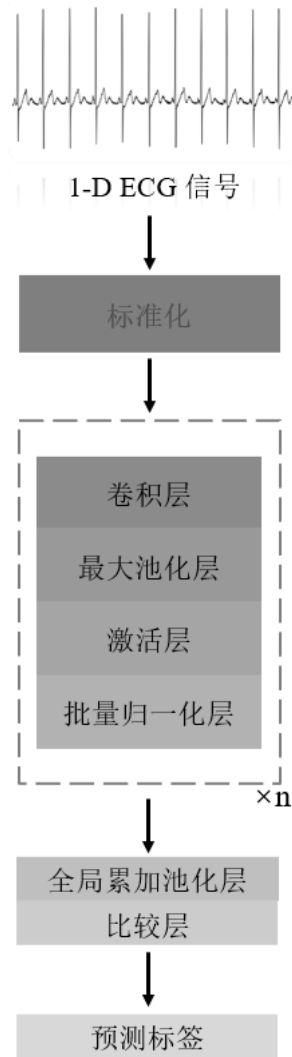 1-D ECG 信号
标准化
卷积层
最大池化层
激活层
批量归一化层
×n
全局累加池化层
比较层
预测标签